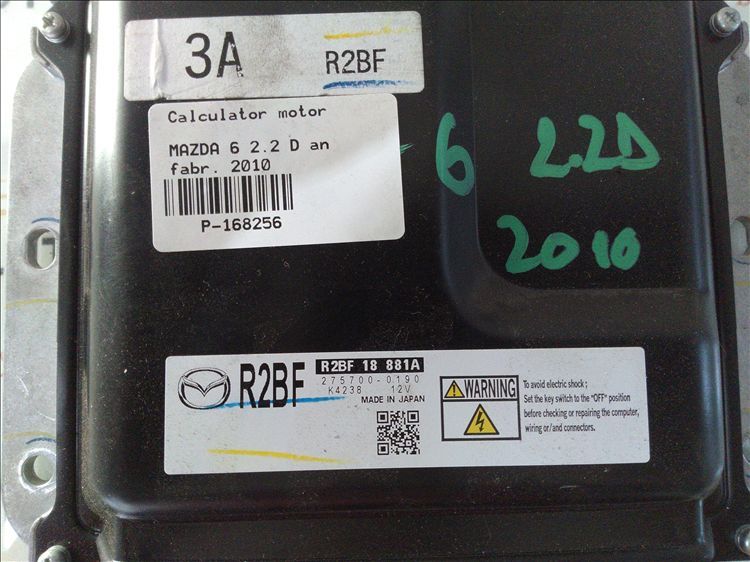 3A
R2BF
Calculator motor
MAZDA 6 2.2 D an
fabr. 2010
P-168256
6 2.2D
2010
R2BF
R2BF 18 881A
275700-0190
K4238 12V
MADE IN JAPAN
WARNING
To avoid electric shock ;
Set the key switch to the "OFF" position
before checking or repairing the computer,
wiring or/and connectors.